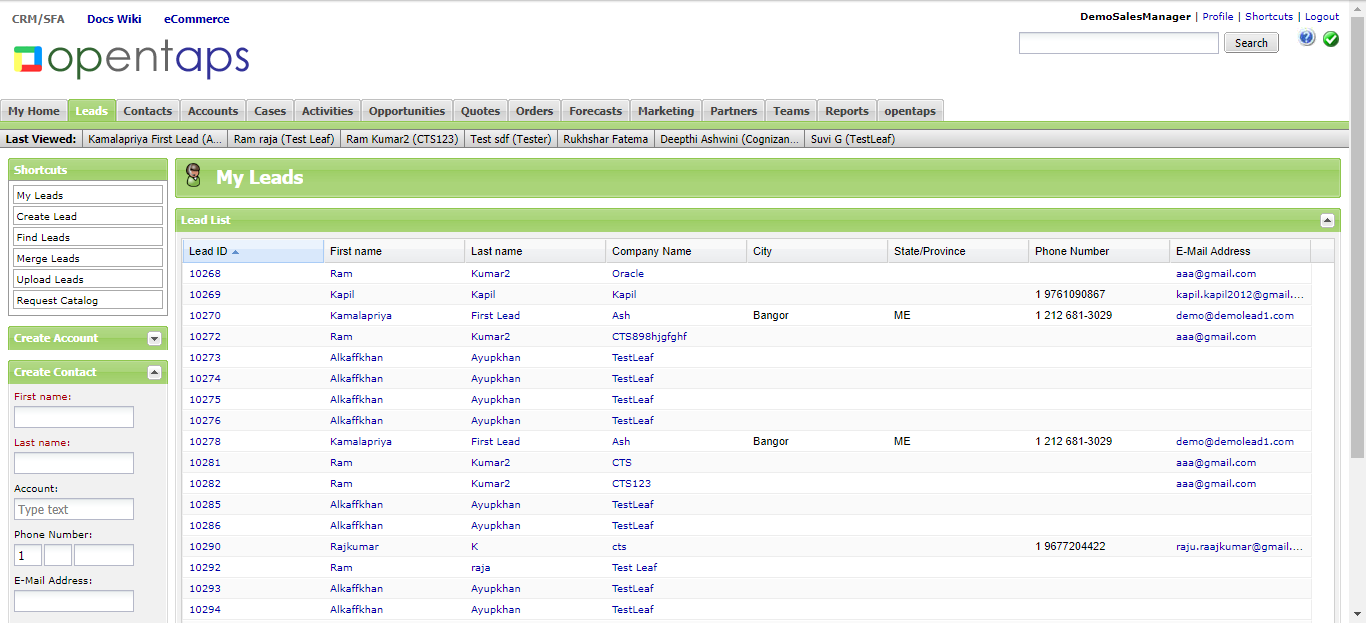 CRM/SFA Docs Wiki eCommerce
DemoSalesManager | Profile | Shortcuts | Logout
opentaps
Search
My Home Leads Contacts Accounts Cases Activities Opportunities Quotes Orders Forecasts Marketing Partners Teams Reports opentaps
Last Viewed: Kamalapriya First Lead (A... Ram raja (Test Leaf) Ram Kumar2 (CTS123) Test sdf (Tester) Rukhshar Fatema Deepthi Ashwini (Cognizan... Suvi G (TestLeaf)
Shortcuts
My Leads
Create Lead
Find Leads
Merge Leads
Upload Leads
Request Catalog
Create Account
Create Contact
First name:
Last name:
Account:
Type text
Phone Number:
1
E-Mail Address:
My Leads
Lead List
Lead ID First name Last name Company Name City State/Province Phone Number E-Mail Address
10268 Ram Kumar2 Oracle aaa@gmail.com
10269 Kapil Kapil Kapil 1 9761090867 kapil.kapil2012@gmail....
10270 Kamalapriya First Lead Ash Bangor ME 1 212 681-3029 demo@demolead1.com
10272 Ram Kumar2 CTS898hjgfghf aaa@gmail.com
10273 Alkaffkhan Ayupkhan TestLeaf
10274 Alkaffkhan Ayupkhan TestLeaf
10275 Alkaffkhan Ayupkhan TestLeaf
10276 Alkaffkhan Ayupkhan TestLeaf
10278 Kamalapriya First Lead Ash Bangor ME 1 212 681-3029 demo@demolead1.com
10281 Ram Kumar2 CTS aaa@gmail.com
10282 Ram Kumar2 CTS123 aaa@gmail.com
10285 Alkaffkhan Ayupkhan TestLeaf
10286 Alkaffkhan Ayupkhan TestLeaf
10290 Rajkumar K cts 1 9677204422 raju.raajkumar@gmail....
10292 Ram raja Test Leaf
10293 Alkaffkhan Ayupkhan TestLeaf
10294 Alkaffkhan Ayupkhan TestLeaf